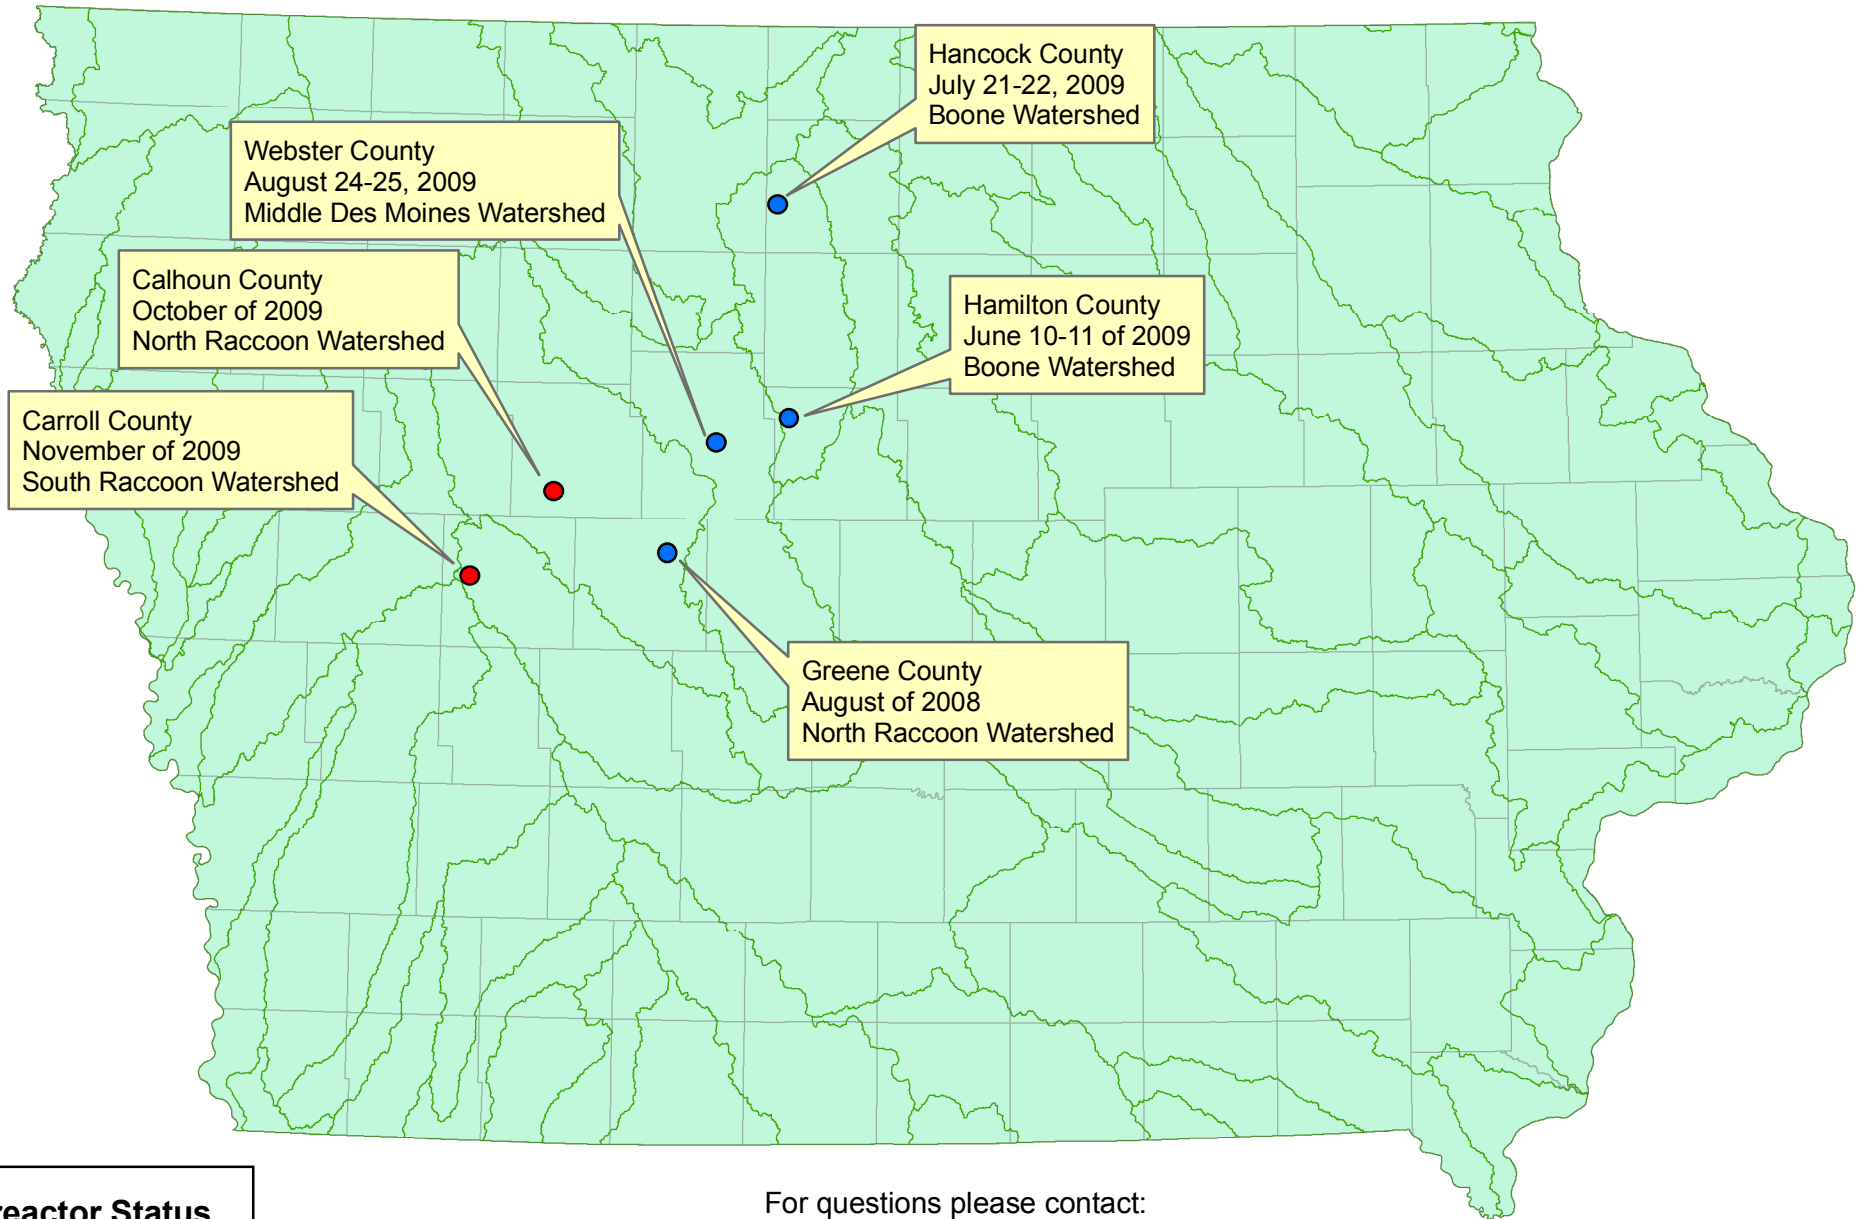 Hancock County
July 21-22, 2009
Boone Watershed
Webster County
August 24-25, 2009
Middle Des Moines Watershed
Calhoun County
October of 2009
North Raccoon Watershed
Hamilton County
June 10-11 of 2009
Boone Watershed
Carroll County
November of 2009
South Raccoon Watershed
Greene County
August of 2008
North Raccoon Watershed
reactor Status
For questions please contact: